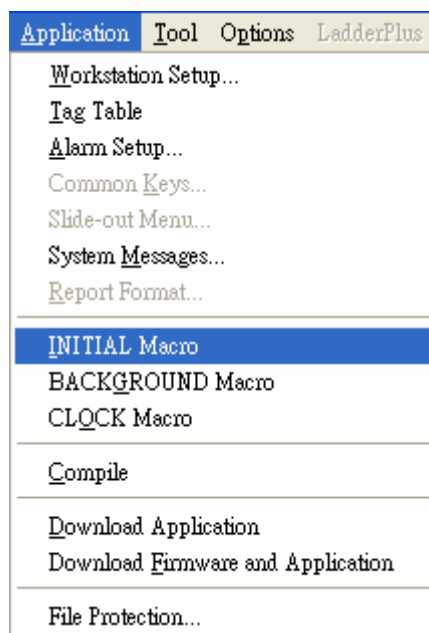 Application Tool Options LadderPlus
Workstation Setup...
Tag Table
Alarm Setup...
Common Keys...
Slide-out Menu...
System Messages...
Report Format...
INITIAL Macro
BACKGROUND Macro
CLOCK Macro
Compile
Download Application
Download Firmware and Application
File Protection...